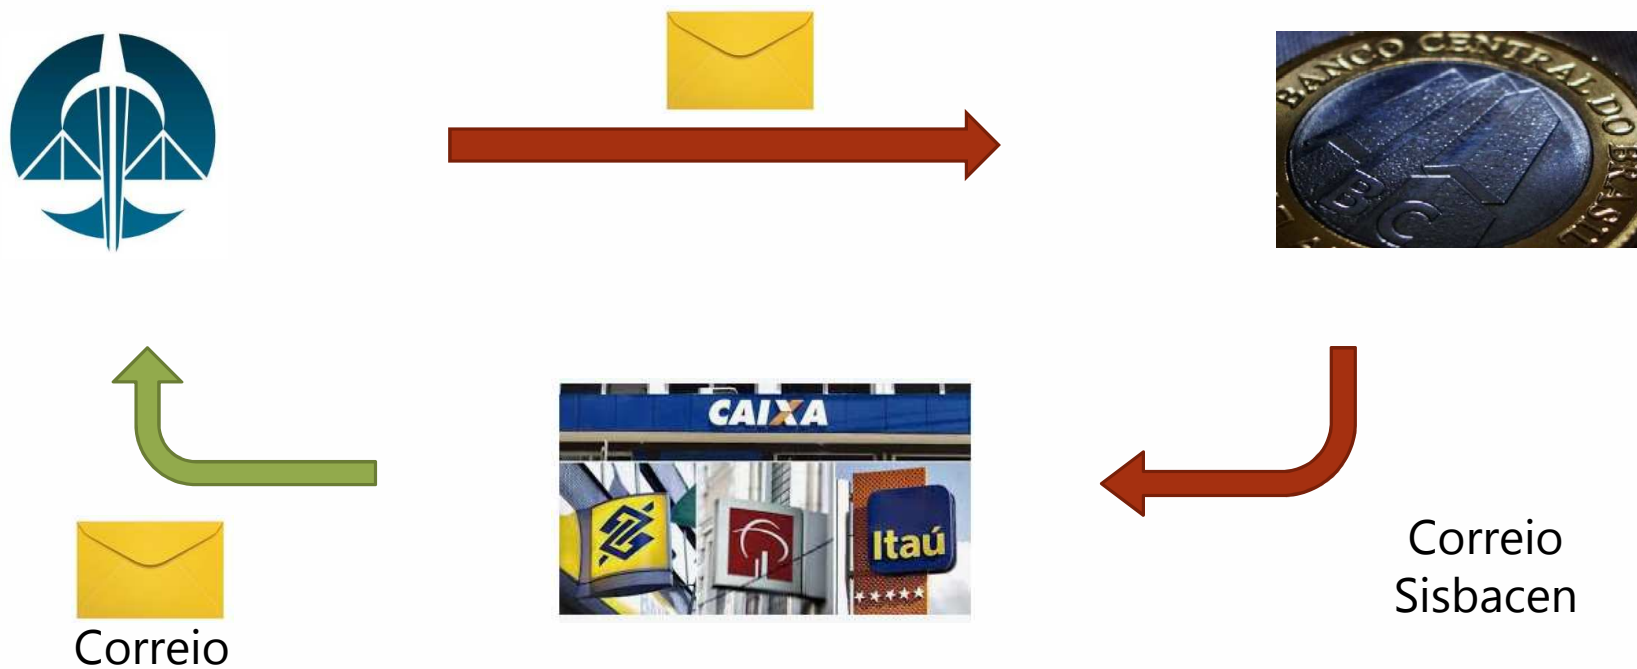 BANCO CENTRAL DO BRASIL
BC
CAIXA
Itaú
Correio
Sisbacen
Correio